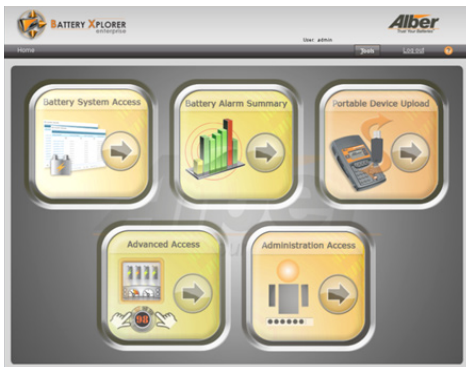 BATTERY XPLORER
enterprise
Alber
User admin
Home
Tools
Log out
?
Battery System Access
Battery Alarm Summary
Portable Device Upload
Advanced Access
98
Administration Access